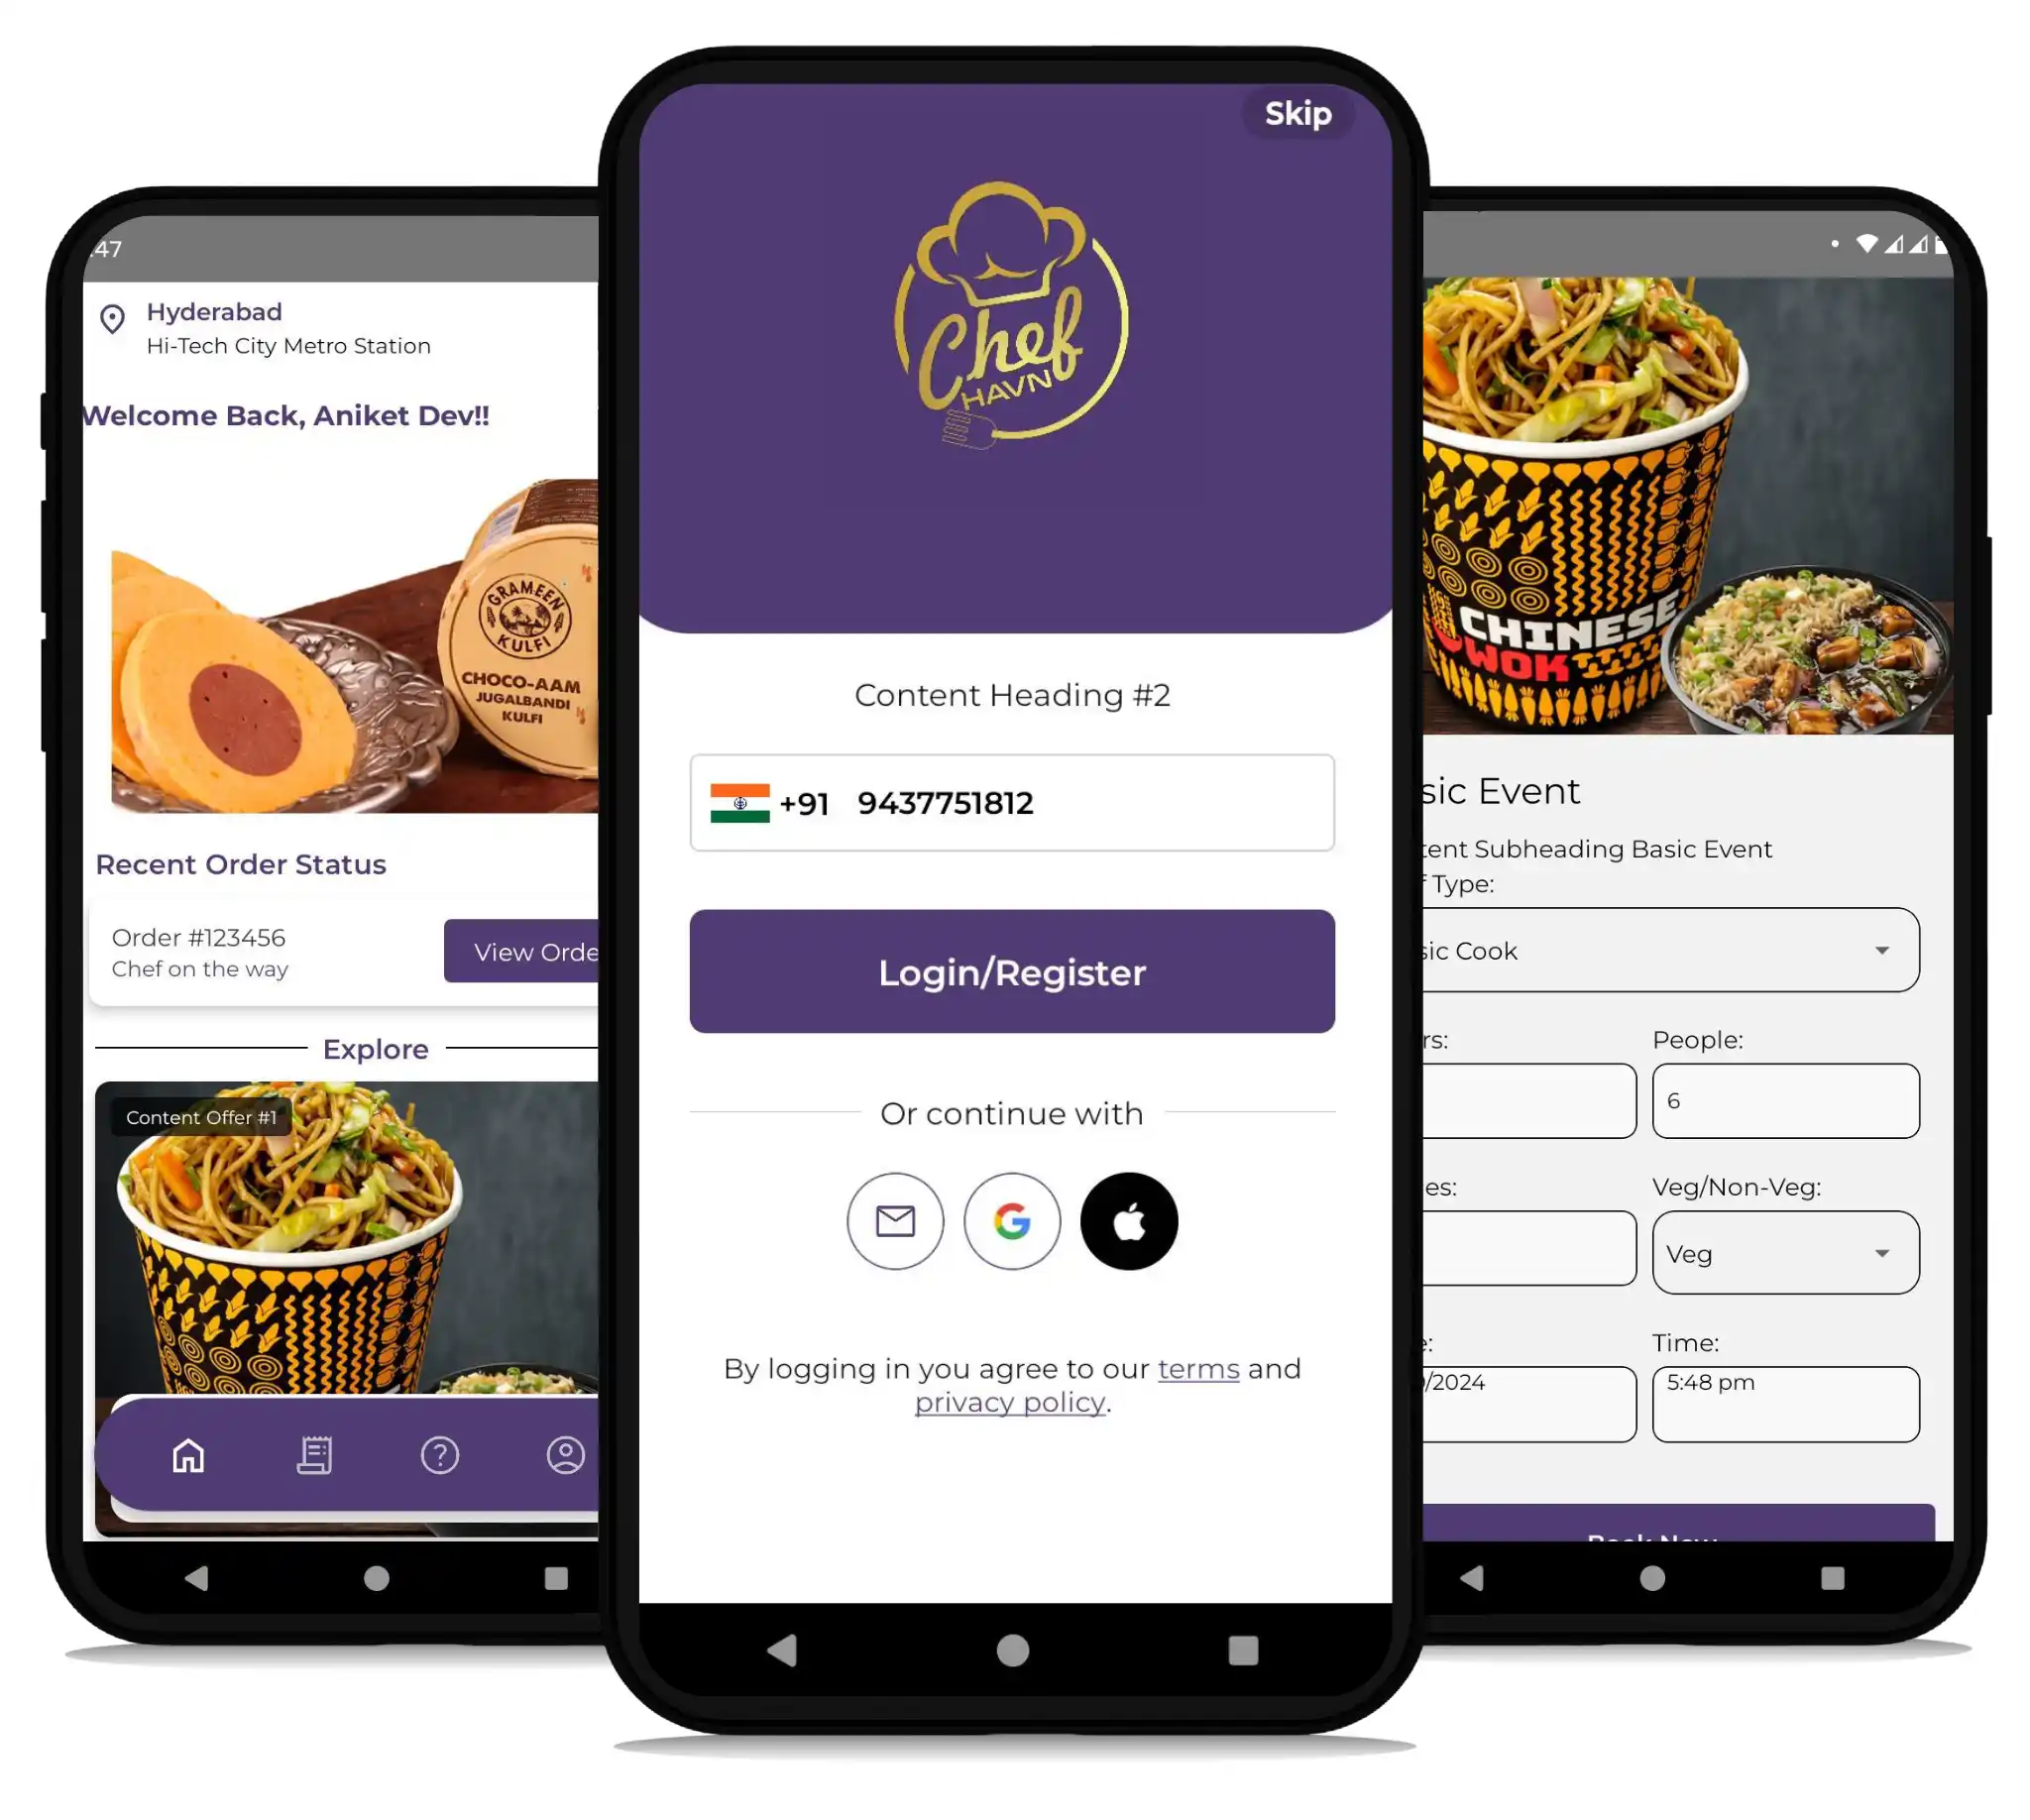 :47
Hyderabad
Hi-Tech City Metro Station
Welcome Back, Aniket Dev!!
GRAMEEN
KULFI
CHOCO-AAM
JUGALBANDI
KULFI
Recent Order Status
Order #123456
Chef on the way
View Orde
Explore
Content Offer #1
Skip
Chef
HAVN
Content Heading #2
+91 9437751812
Login/Register
Or continue with
G
By logging in you agree to our terms and
privacy policy.
CHINESE
WOK
sic Event
tent Subheading Basic Event
f Type:
sic Cook
rs:
People:
6
es:
Veg/Non-Veg:
Veg
e:
Time:
/2024
5:48 pm
Book Now